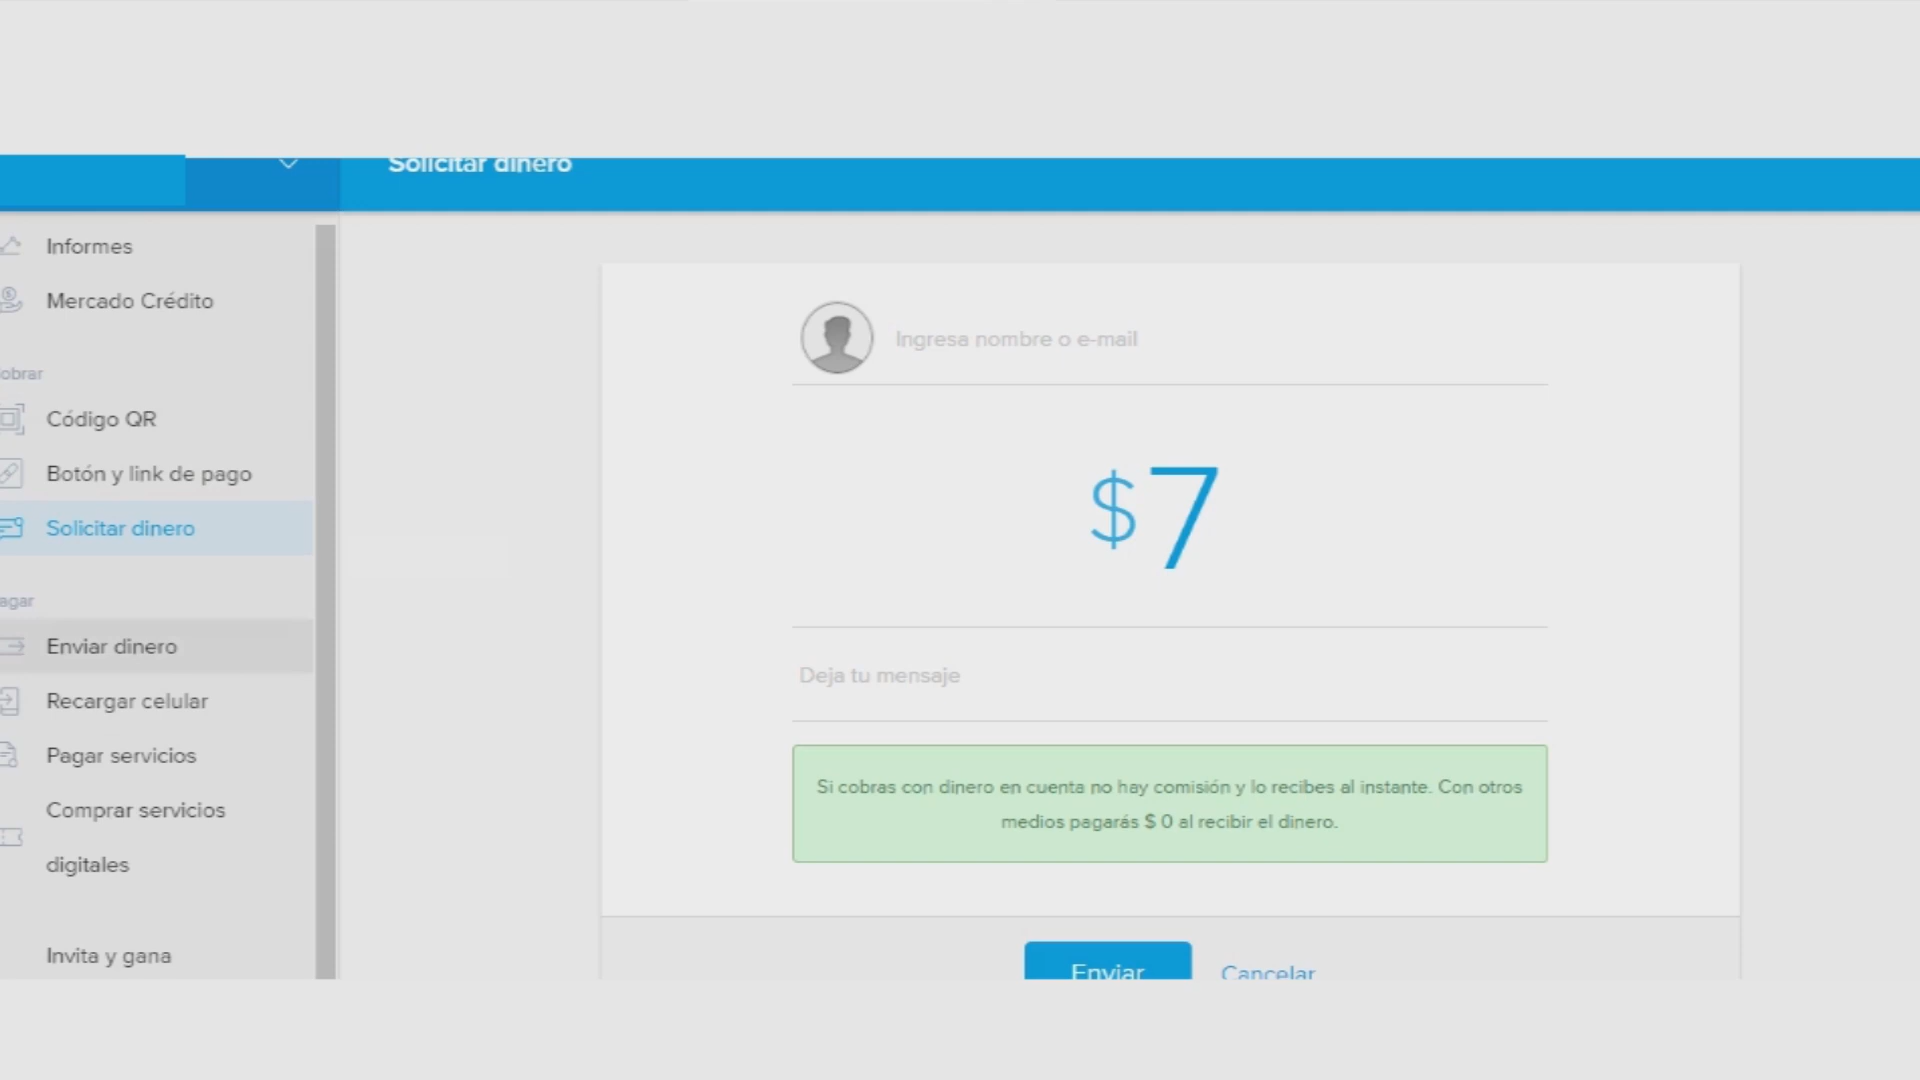 Solicitar dinero
Informes
Mercado Crédito
obrar
Código QR
Botón y link de pago
Solicitar dinero
agar
Enviar dinero
Recargar celular
Pagar servicios
Comprar servicios
digitales
Invita y gana
Ingresa nombre o e-mail
$7
Deja tu mensaje
Si cobras con dinero en cuenta no hay comisión y lo recibes al instante. Con otros
medios pagarás $ 0 al recibir el dinero.
Enviar
Cancelar